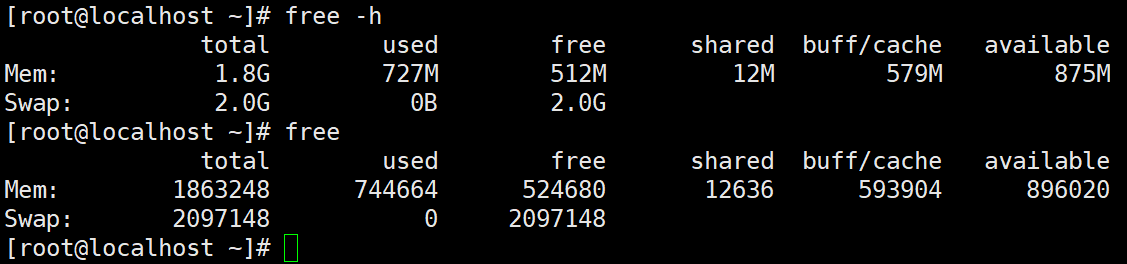 [root@localhost ~]# free -h
              total        used        free      shared  buff/cache   available
Mem:           1.8G        727M        512M         12M        579M        875M
Swap:          2.0G          0B        2.0G
[root@localhost ~]# free
              total        used        free      shared  buff/cache   available
Mem:        1863248      744664      524680       12636      593904      896020
Swap:       2097148           0     2097148
[root@localhost ~]#